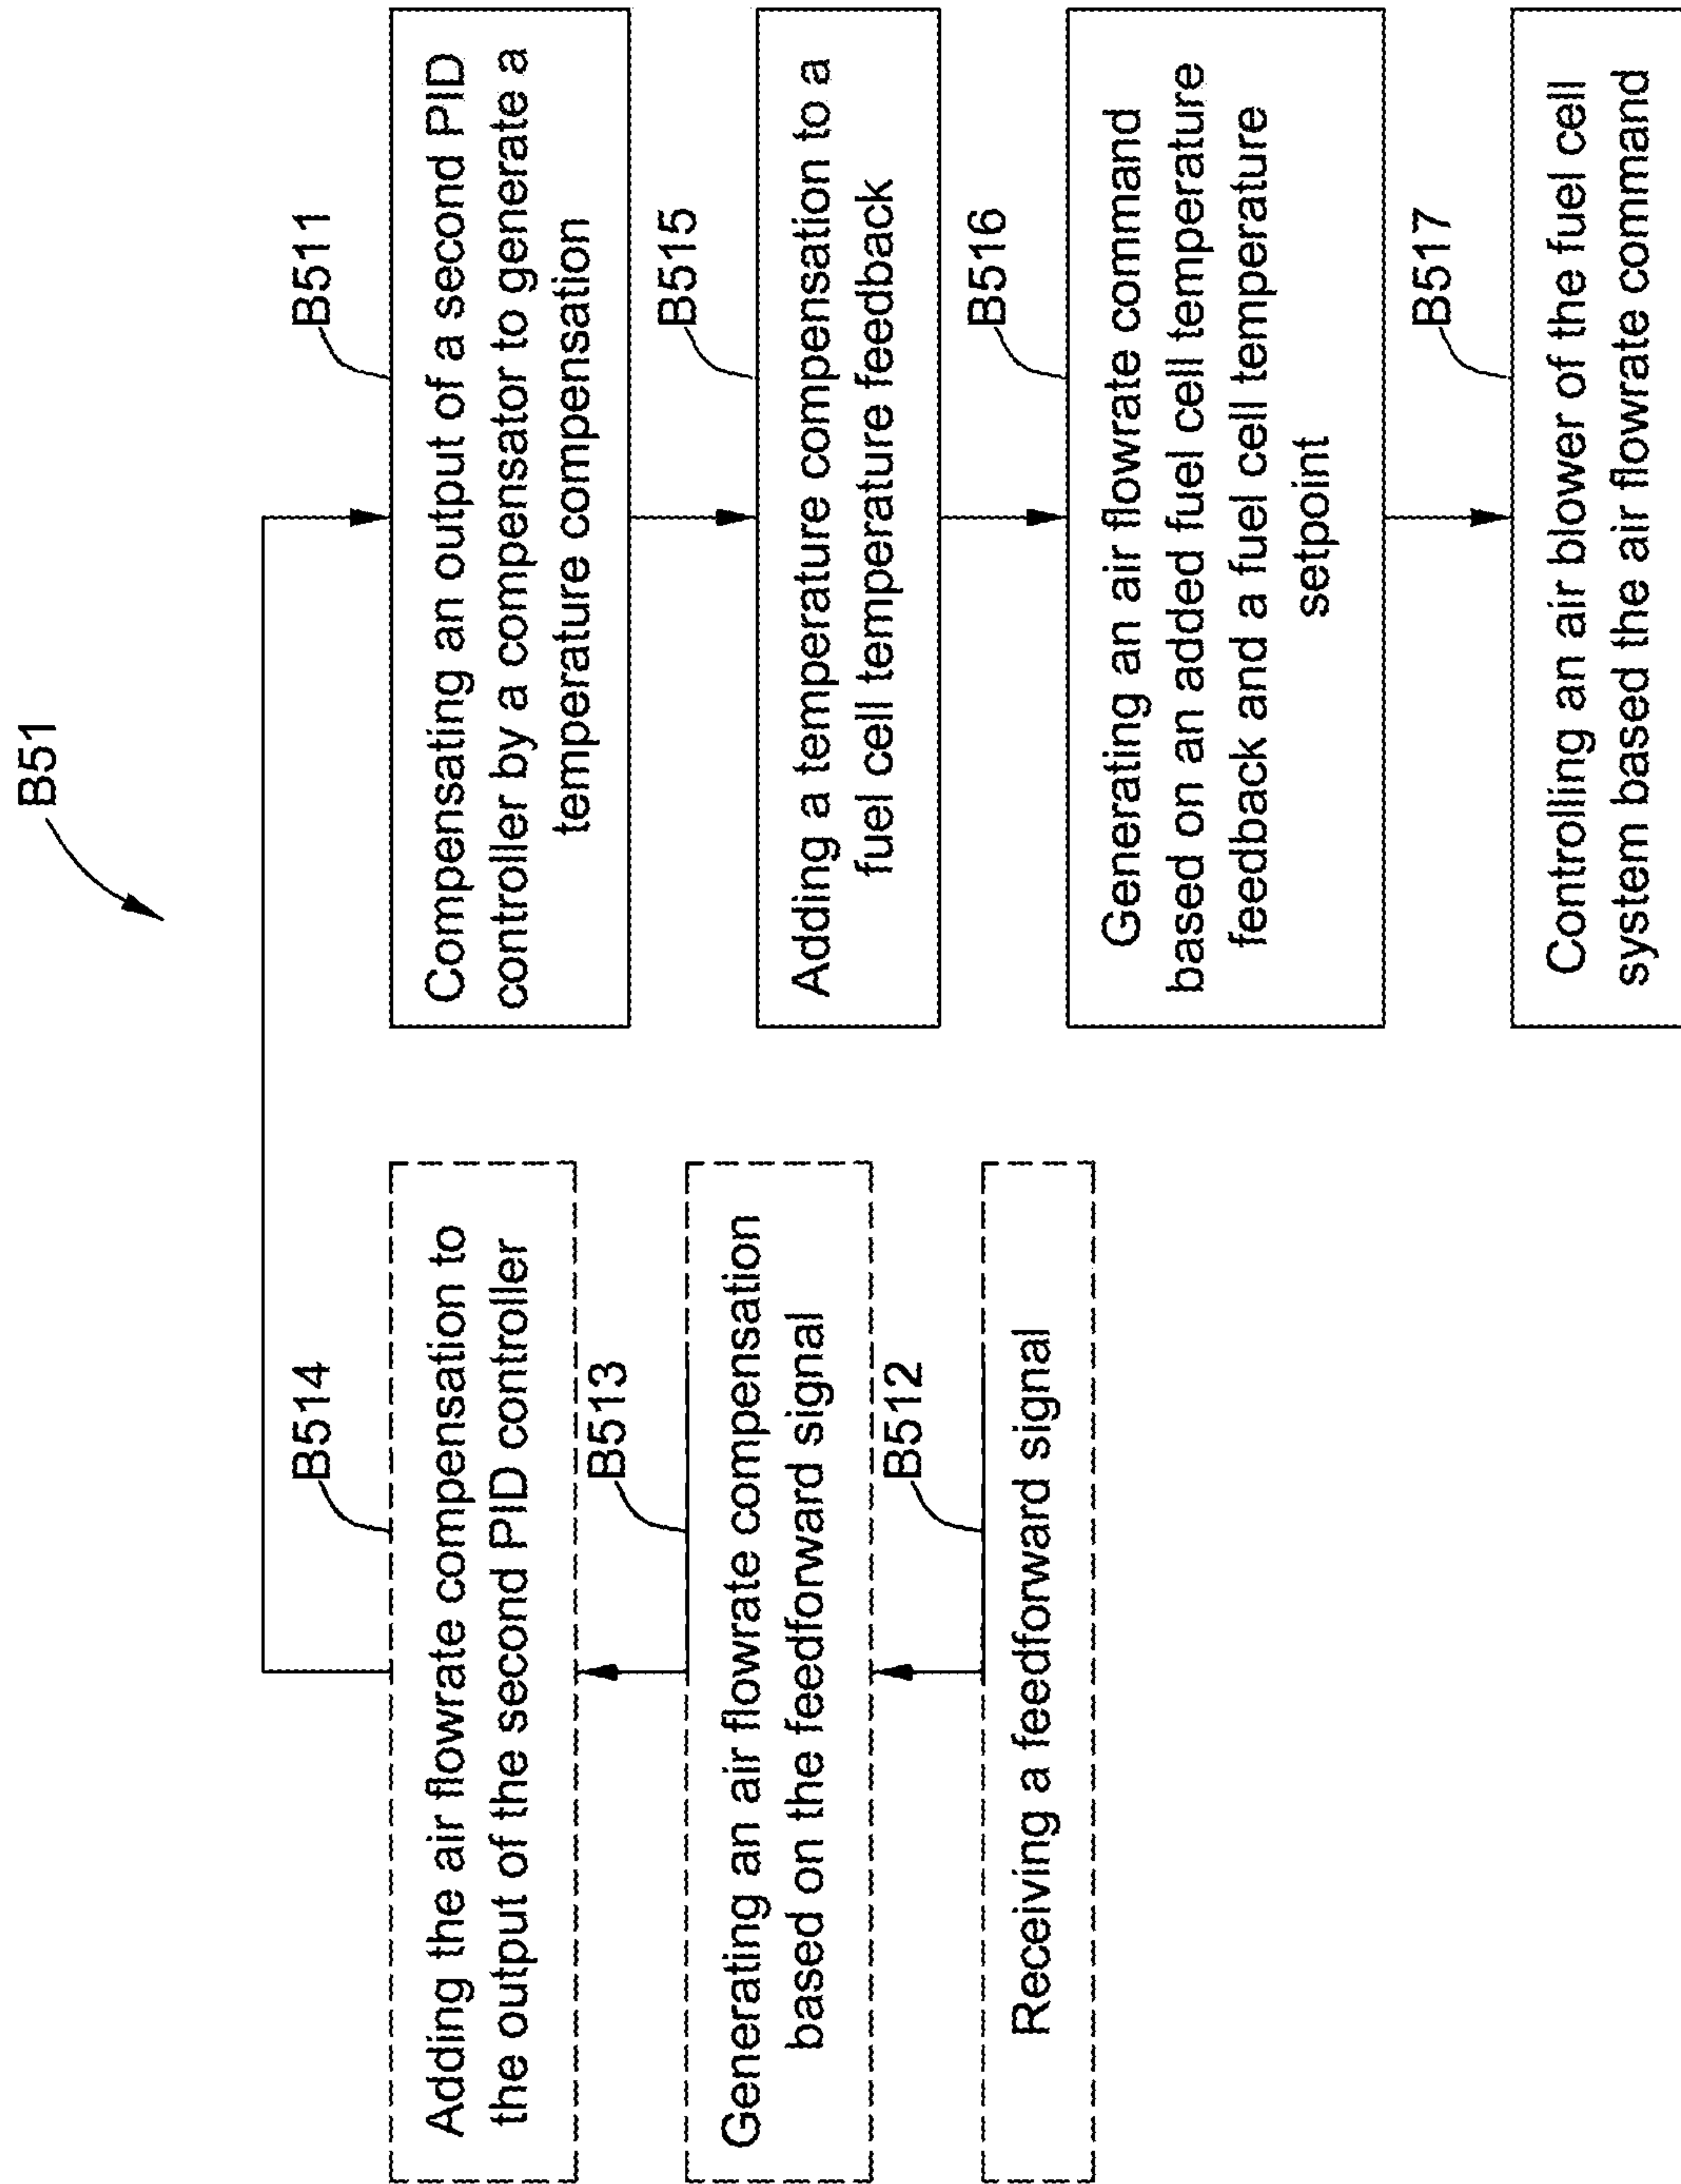 B51
B514
Adding the air flowrate compensation to
the output of the second PID controller
B513
Generating an air flowrate compensation
based on the feedforward signal
B512
Receiving a feedforward signal
B511
Compensating an output of a second PID
controller by a compensator to generate a
temperature compensation
B515
Adding a temperature compensation to a
fuel cell temperature feedback
B516
Generating an air flowrate command
based on an added fuel cell temperature
feedback and a fuel cell temperature
setpoint
B517
Controlling an air blower of the fuel cell
system based the air flowrate command